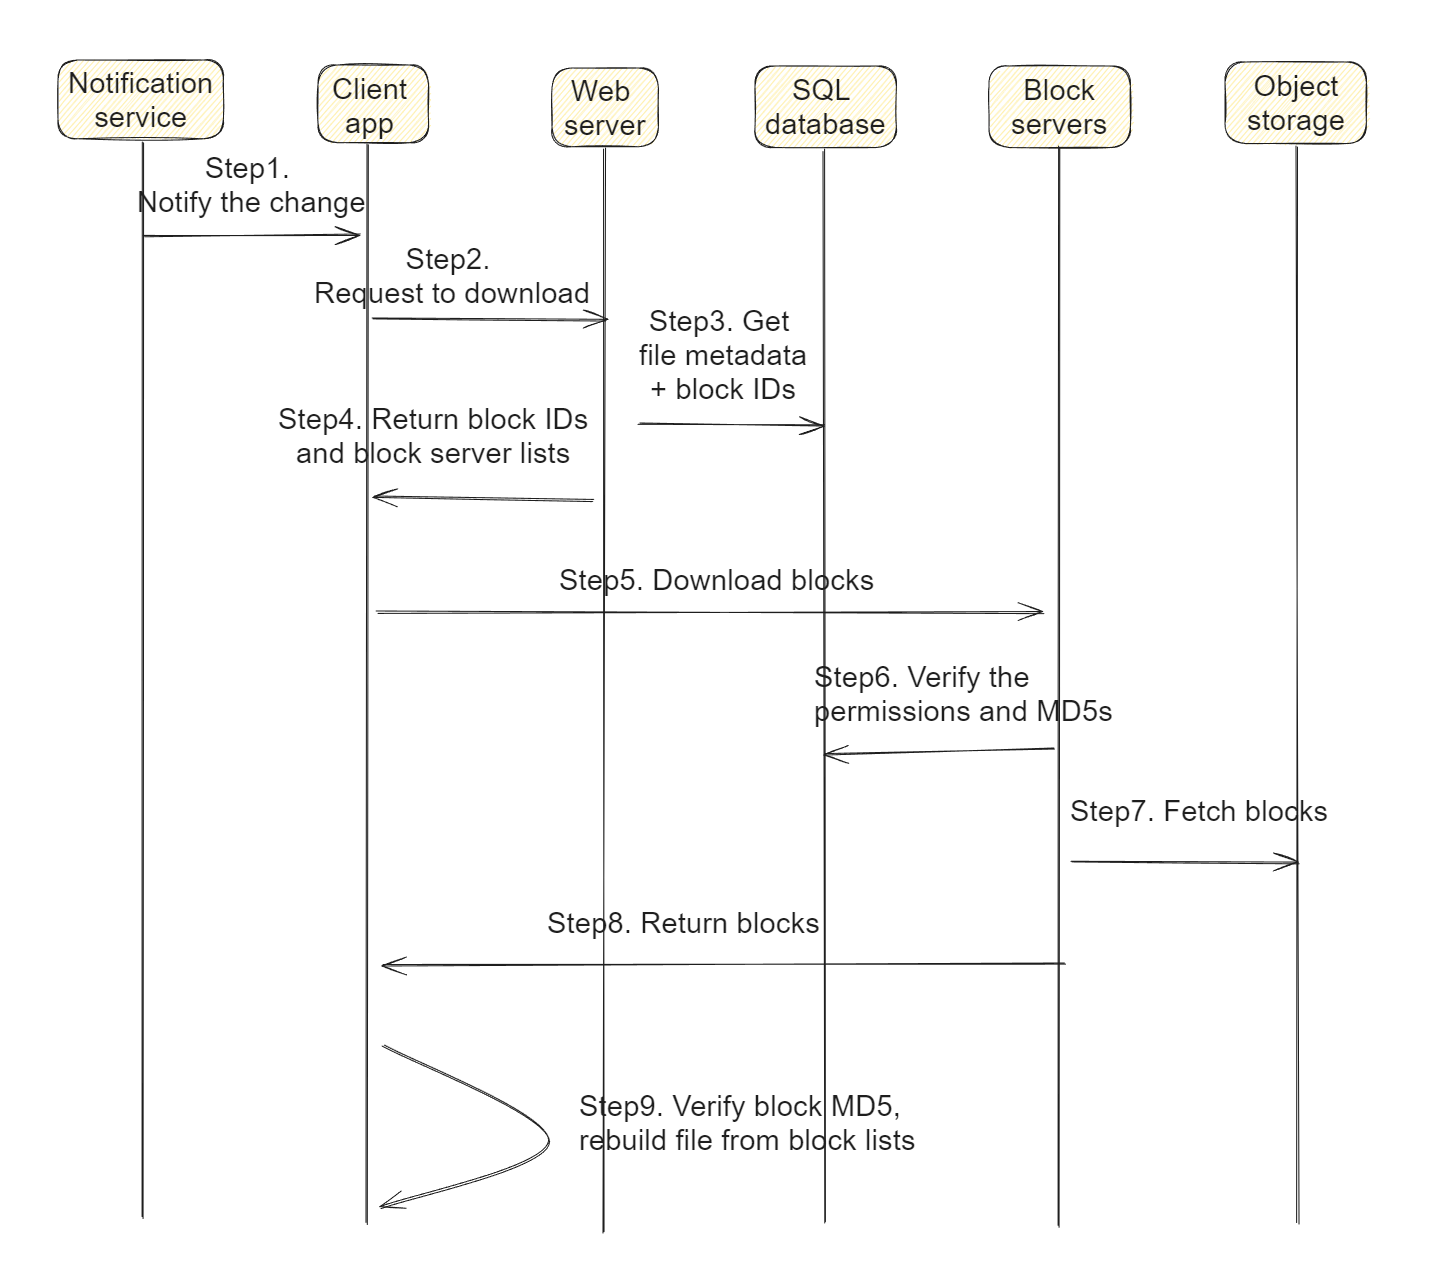 Notification
service
Client
app
Web
server
SQL
database
Block
servers
Object
storage
Step1.
Notify the change
Step2.
Request to download
Step3. Get
file metadata
+ block IDs
Step4. Return block IDs
and block server lists
Step5. Download blocks
Step6. Verify the
permissions and MD5s
Step7. Fetch blocks
Step8. Return blocks
Step9. Verify block MD5,
rebuild file from block lists